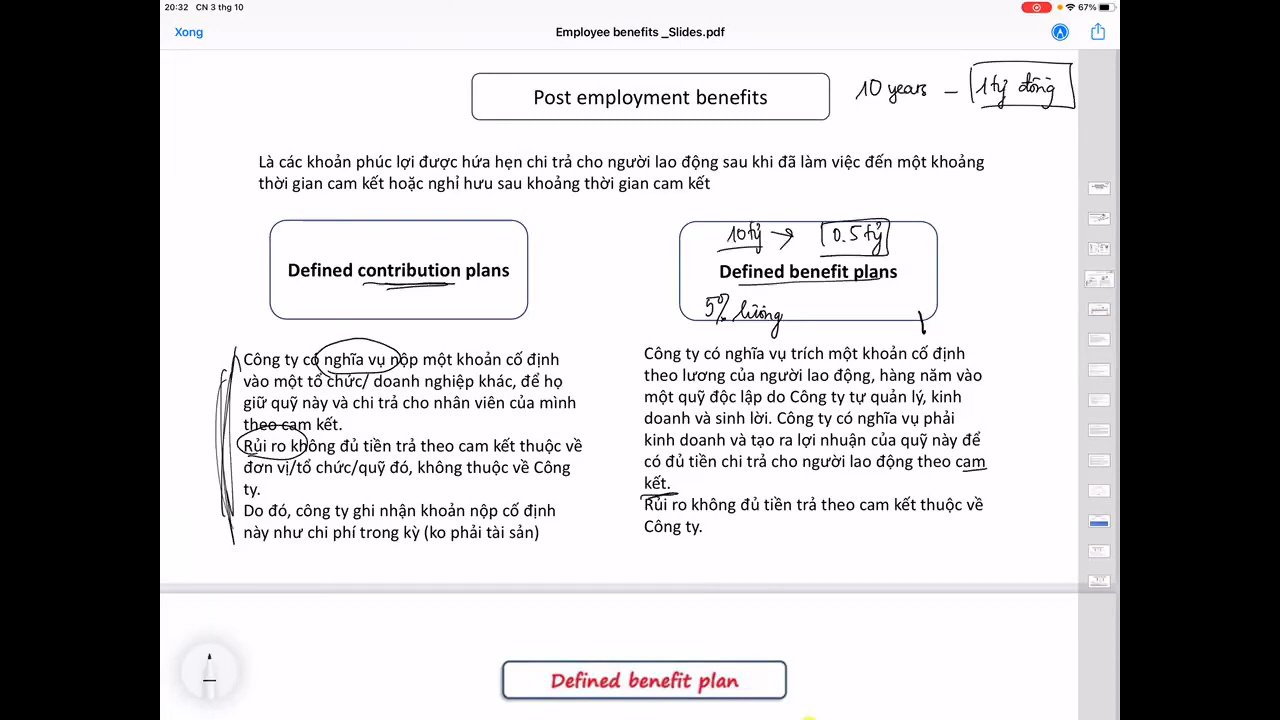 20:32 CN 3 thg 10
67%
Xong
Employee benefits _Slides.pdf
Post employment benefits
10 years – 1 tỷ đồng
Là các khoản phúc lợi được hứa hẹn chi trả cho người lao động sau khi đã làm việc đến một khoảng
thời gian cam kết hoặc nghỉ hưu sau khoảng thời gian cam kết
Defined contribution plans
10 tỷ → 0.5 tỷ
Defined benefit plans
5% lương
Công ty có nghĩa vụ nộp một khoản cố định
vào một tổ chức/ doanh nghiệp khác, để họ
giữ quỹ này và chi trả cho nhân viên của mình
theo cam kết.
Rủi ro không đủ tiền trả theo cam kết thuộc về
đơn vị/tổ chức/quỹ đó, không thuộc về Công
ty.
Do đó, công ty ghi nhận khoản nộp cố định
này như chi phí trong kỳ (ko phải tài sản)
Công ty có nghĩa vụ trích một khoản cố định
theo lương của người lao động, hàng năm vào
một quỹ độc lập do Công ty tự quản lý, kinh
doanh và sinh lời. Công ty có nghĩa vụ phải
kinh doanh và tạo ra lợi nhuận của quỹ này để
có đủ tiền chi trả cho người lao động theo cam
kết.
Rủi ro không đủ tiền trả theo cam kết thuộc về
Công ty.
Defined benefit plan